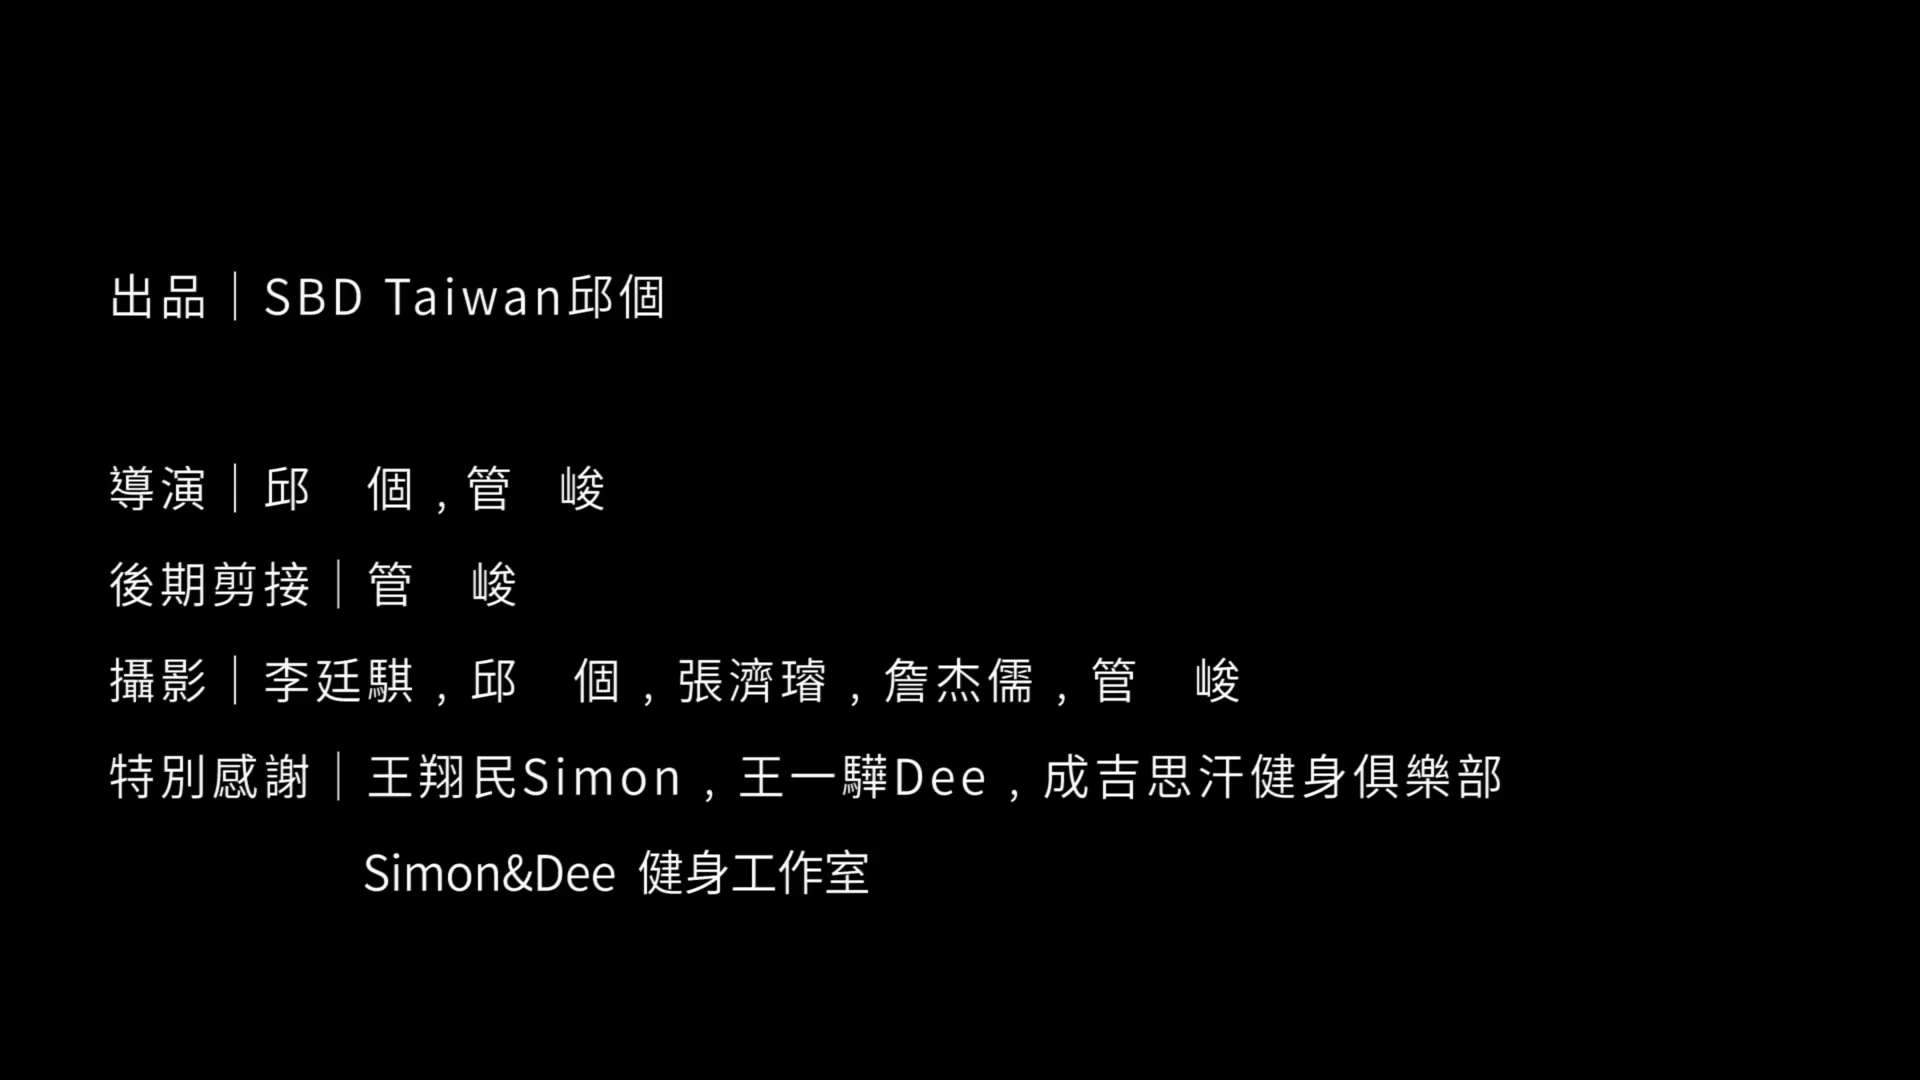 出品｜SBD Taiwan邱個
導演｜邱　個，管　峻
後期剪接｜管　峻
攝影｜李廷騏，邱　個，張濟璿，詹杰儒，管　峻
特別感謝｜王翔民Simon，王一驊Dee，成吉思汗健身俱樂部
Simon&Dee 健身工作室